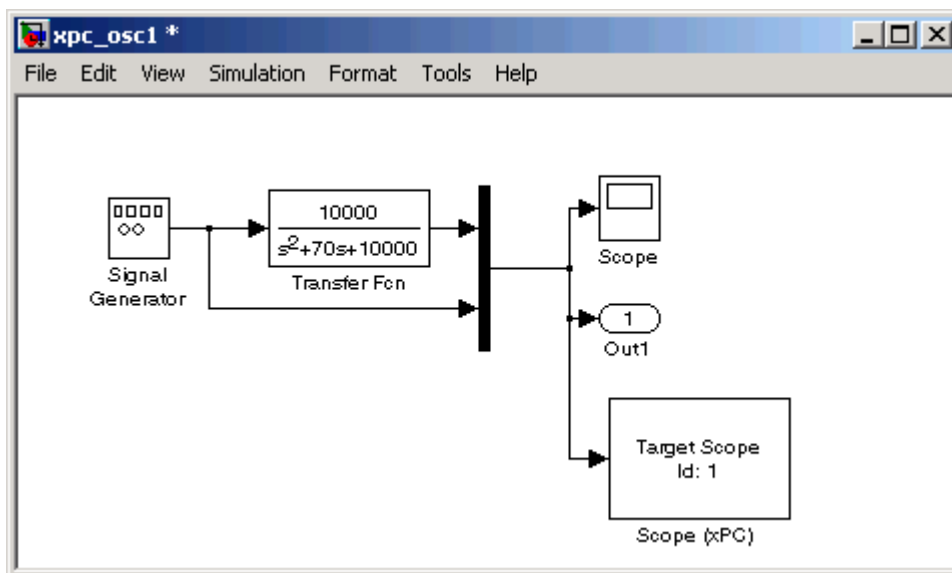 xpc_osc1 *
File Edit View Simulation Format Tools Help
Signal
Generator
10000
s²+70s+10000
Transfer Fcn
Scope
1
Out1
Target Scope
Id: 1
Scope (xPC)